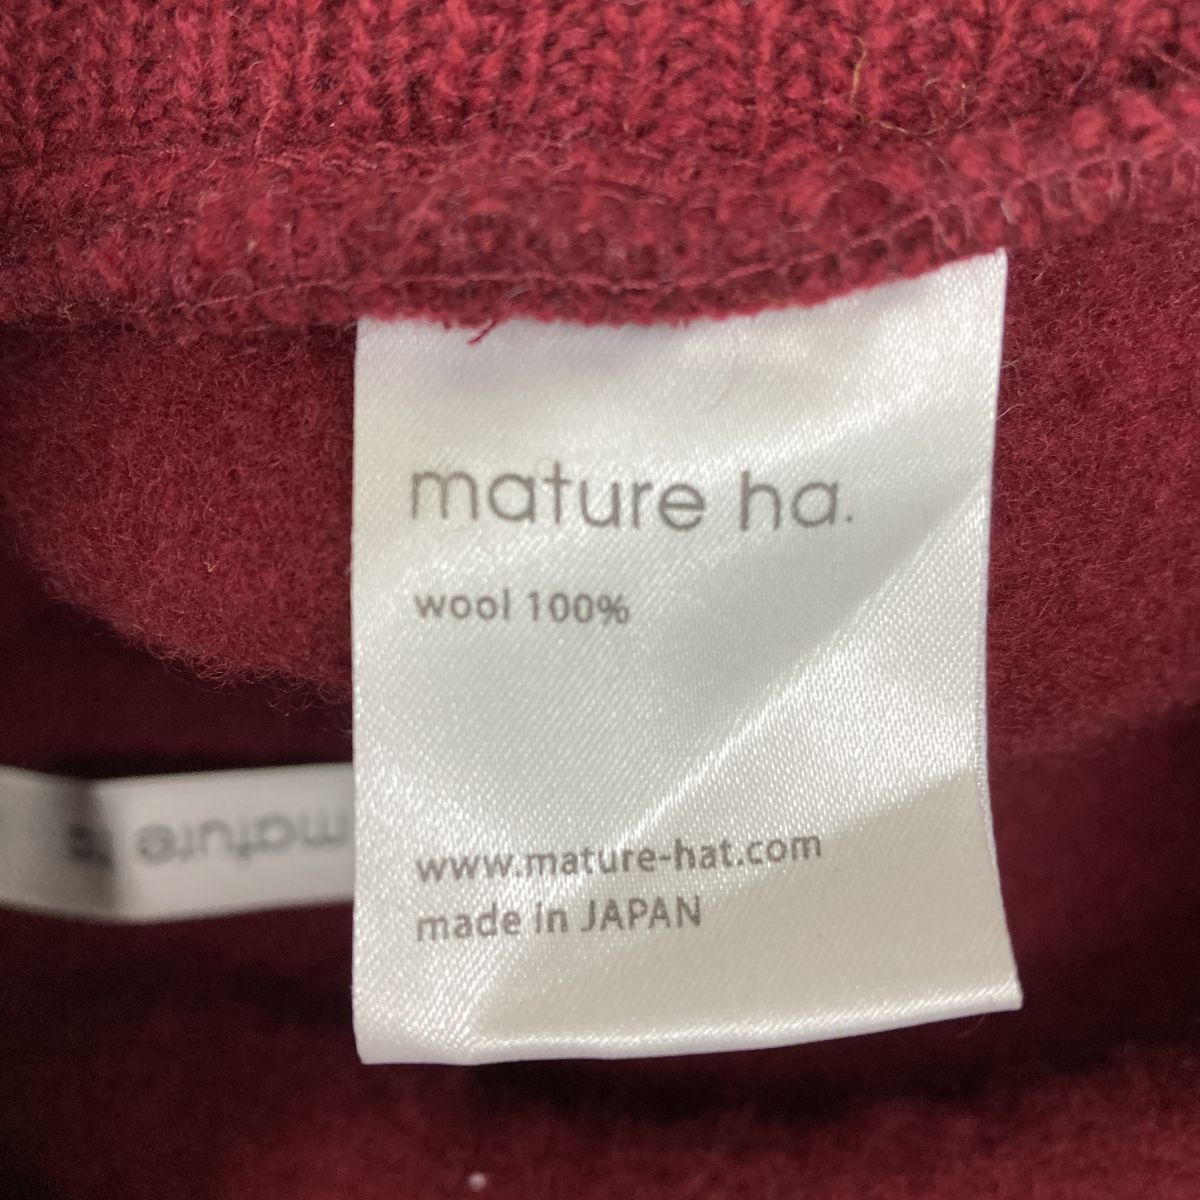 mature ha.
wool 100%
www.mature-hat.com
made in JAPAN
mature